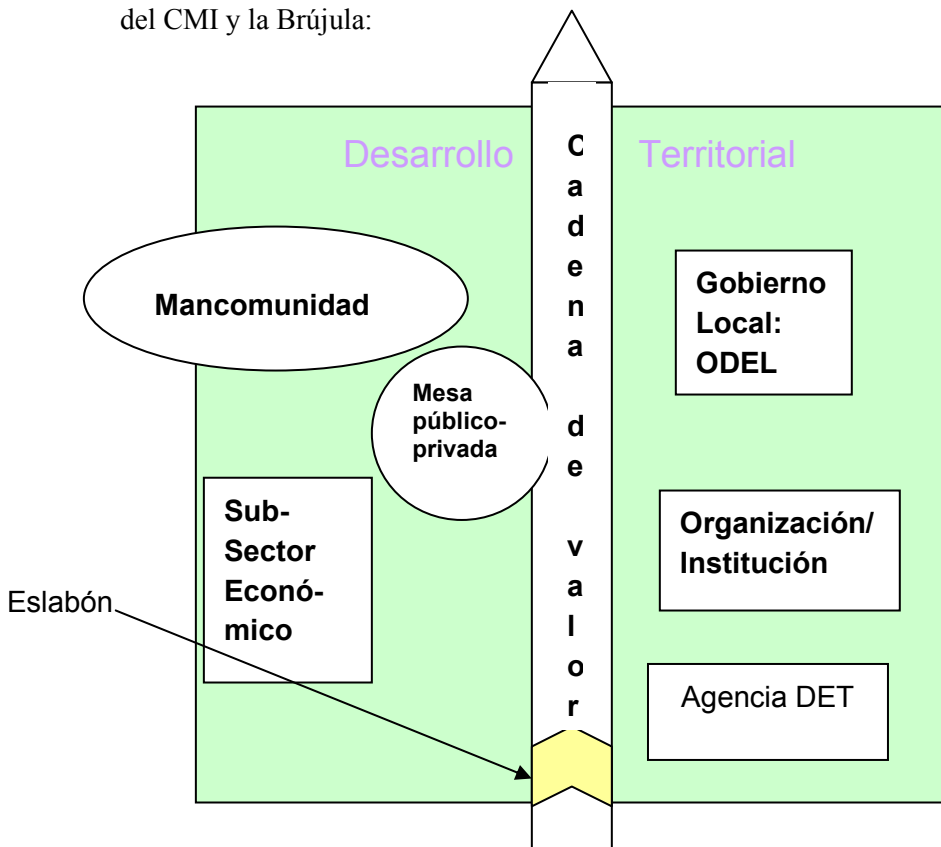 del CMI y la Brújula:
Desarrollo Territorial
Cadena de valor
Mancomunidad
Gobierno
Local:
ODEL
Mesa
público-
privada
Sub-
Sector
Econó-
mico
Organización/
Institución
Eslabón
Agencia DET